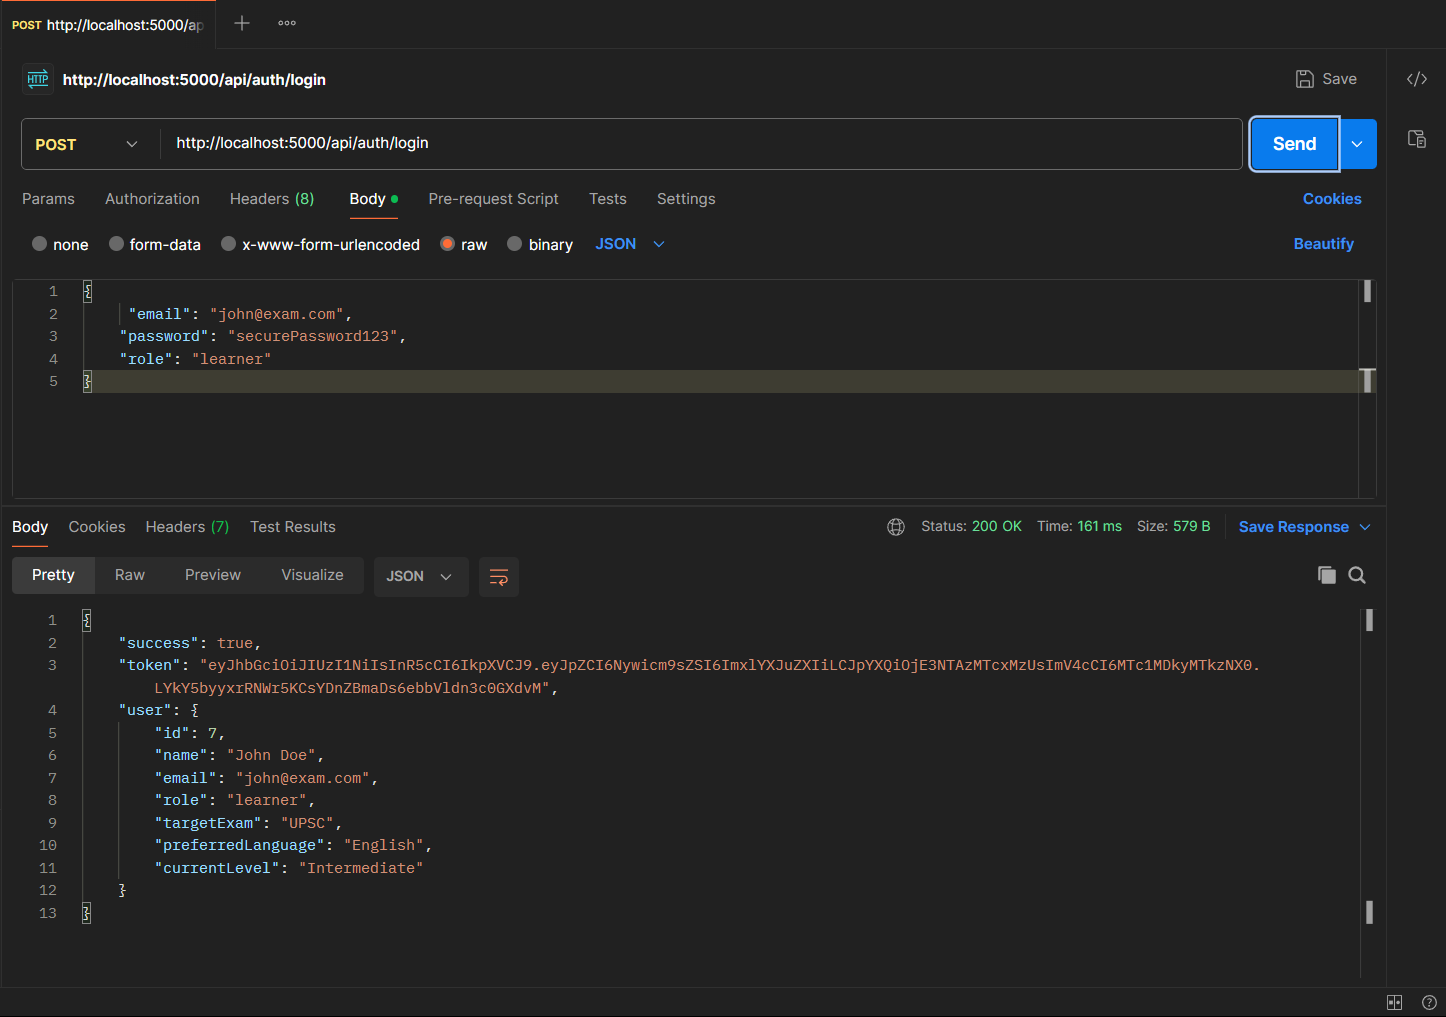 POST http://localhost:5000/ap
http://localhost:5000/api/auth/login
Save
POST http://localhost:5000/api/auth/login Send
Params Authorization Headers (8) Body Pre-request Script Tests Settings Cookies
none form-data x-www-form-urlencoded raw binary JSON Beautify
1 {
2 "email": "john@exam.com",
3 "password": "securePassword123",
4 "role": "learner"
5 }
Body Cookies Headers (7) Test Results Status: 200 OK Time: 161 ms Size: 579 B Save Response
Pretty Raw Preview Visualize JSON
1 {
2 "success": true,
3 "token": "eyJhbGciOiJIUzI1NiIsInR5cCI6IkpXVCJ9.eyJpZCI6Nywicm9sZSI6ImxlYXJuZXIiLCJpYXQiOjE3NTAzMTcxMzUsImV4cCI6MTc1MDkyMTkzNX0.
LYkY5byyxrRNWr5KCsYDnZBmaDs6ebbVldn3c0GXdvM",
4 "user": {
5 "id": 7,
6 "name": "John Doe",
7 "email": "john@exam.com",
8 "role": "learner",
9 "targetExam": "UPSC",
10 "preferredLanguage": "English",
11 "currentLevel": "Intermediate"
12 }
13 }